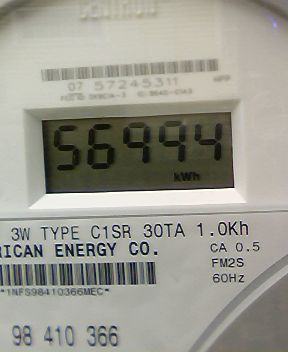 CENTRON
07 57245311
56994
kWh
3W TYPE C1SR 30TA 1.0Kh
RICAN ENERGY CO.
CA 0.5
FM2S
60Hz
*1NFS98410366MEC*
98 410 366